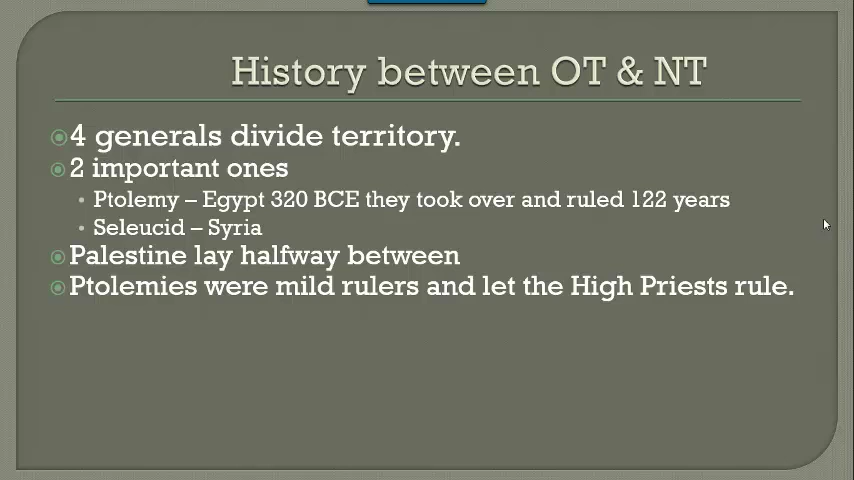 History between OT & NT
4 generals divide territory.
2 important ones
Ptolemy – Egypt 320 BCE they took over and ruled 122 years
Seleucid – Syria
Palestine lay halfway between
Ptolemies were mild rulers and let the High Priests rule.